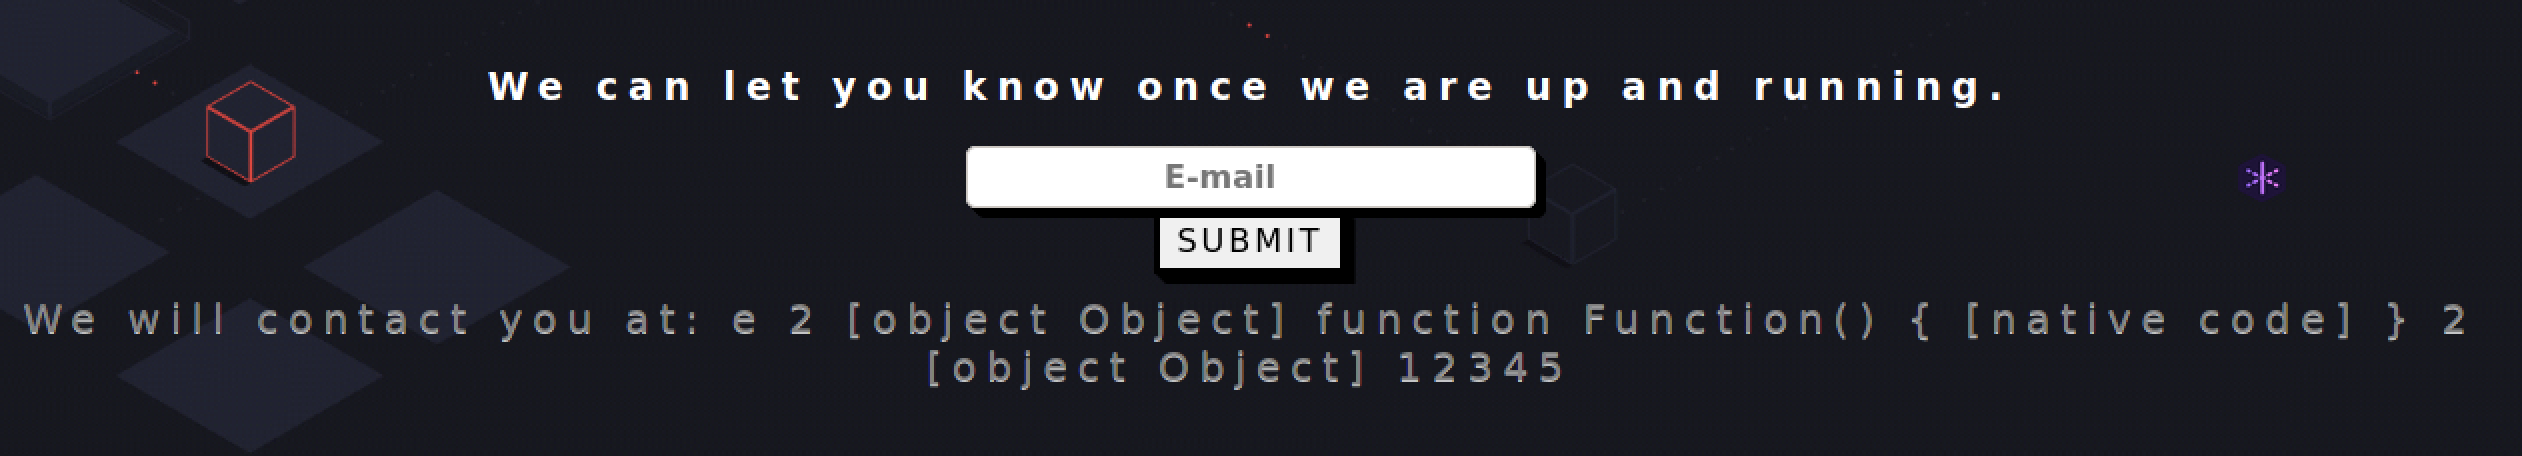 We can let you know once we are up and running.
E-mail
SUBMIT
We will contact you at: e 2 [object Object] function Function() { [native code] } 2
[object Object] 12345